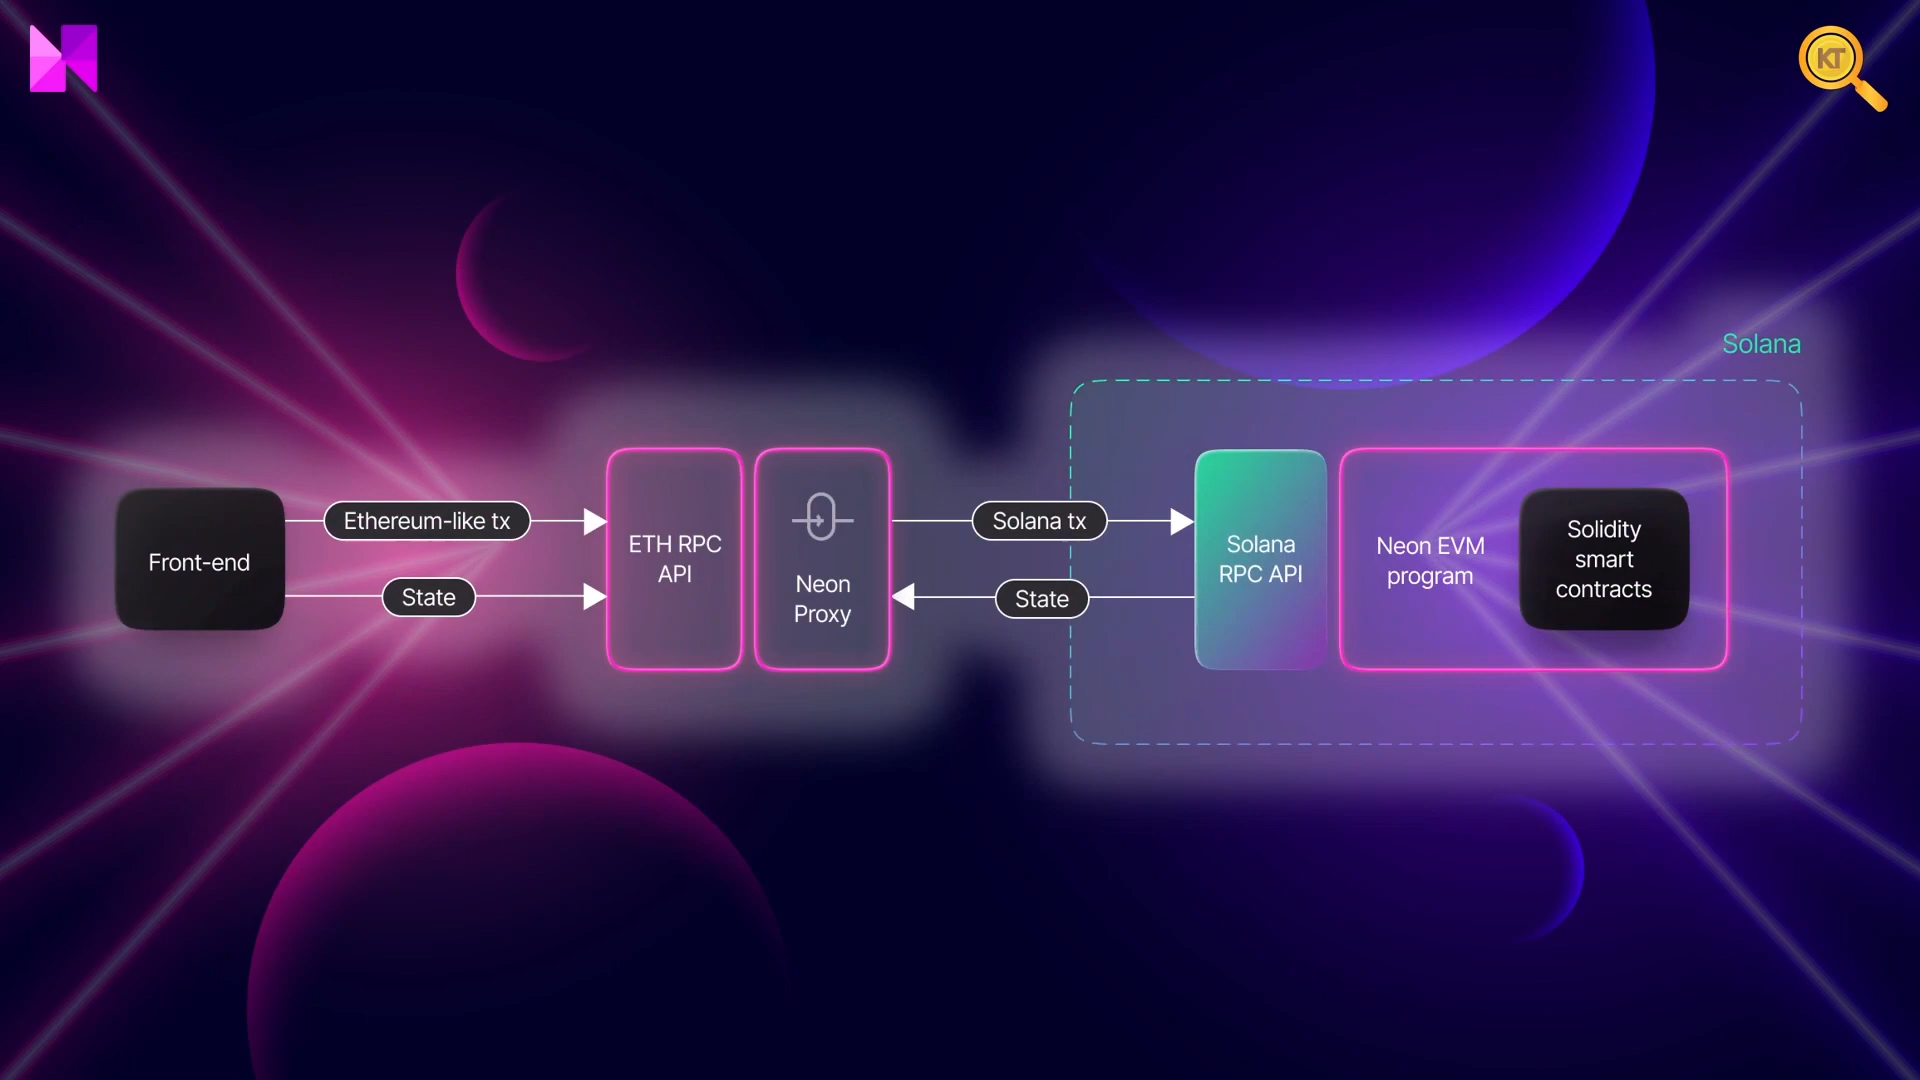 KT
Solana
Front-end
Ethereum-like tx
State
ETH RPC
API
Neon
Proxy
Solana tx
State
Solana
RPC API
Neon EVM
program
Solidity
smart
contracts